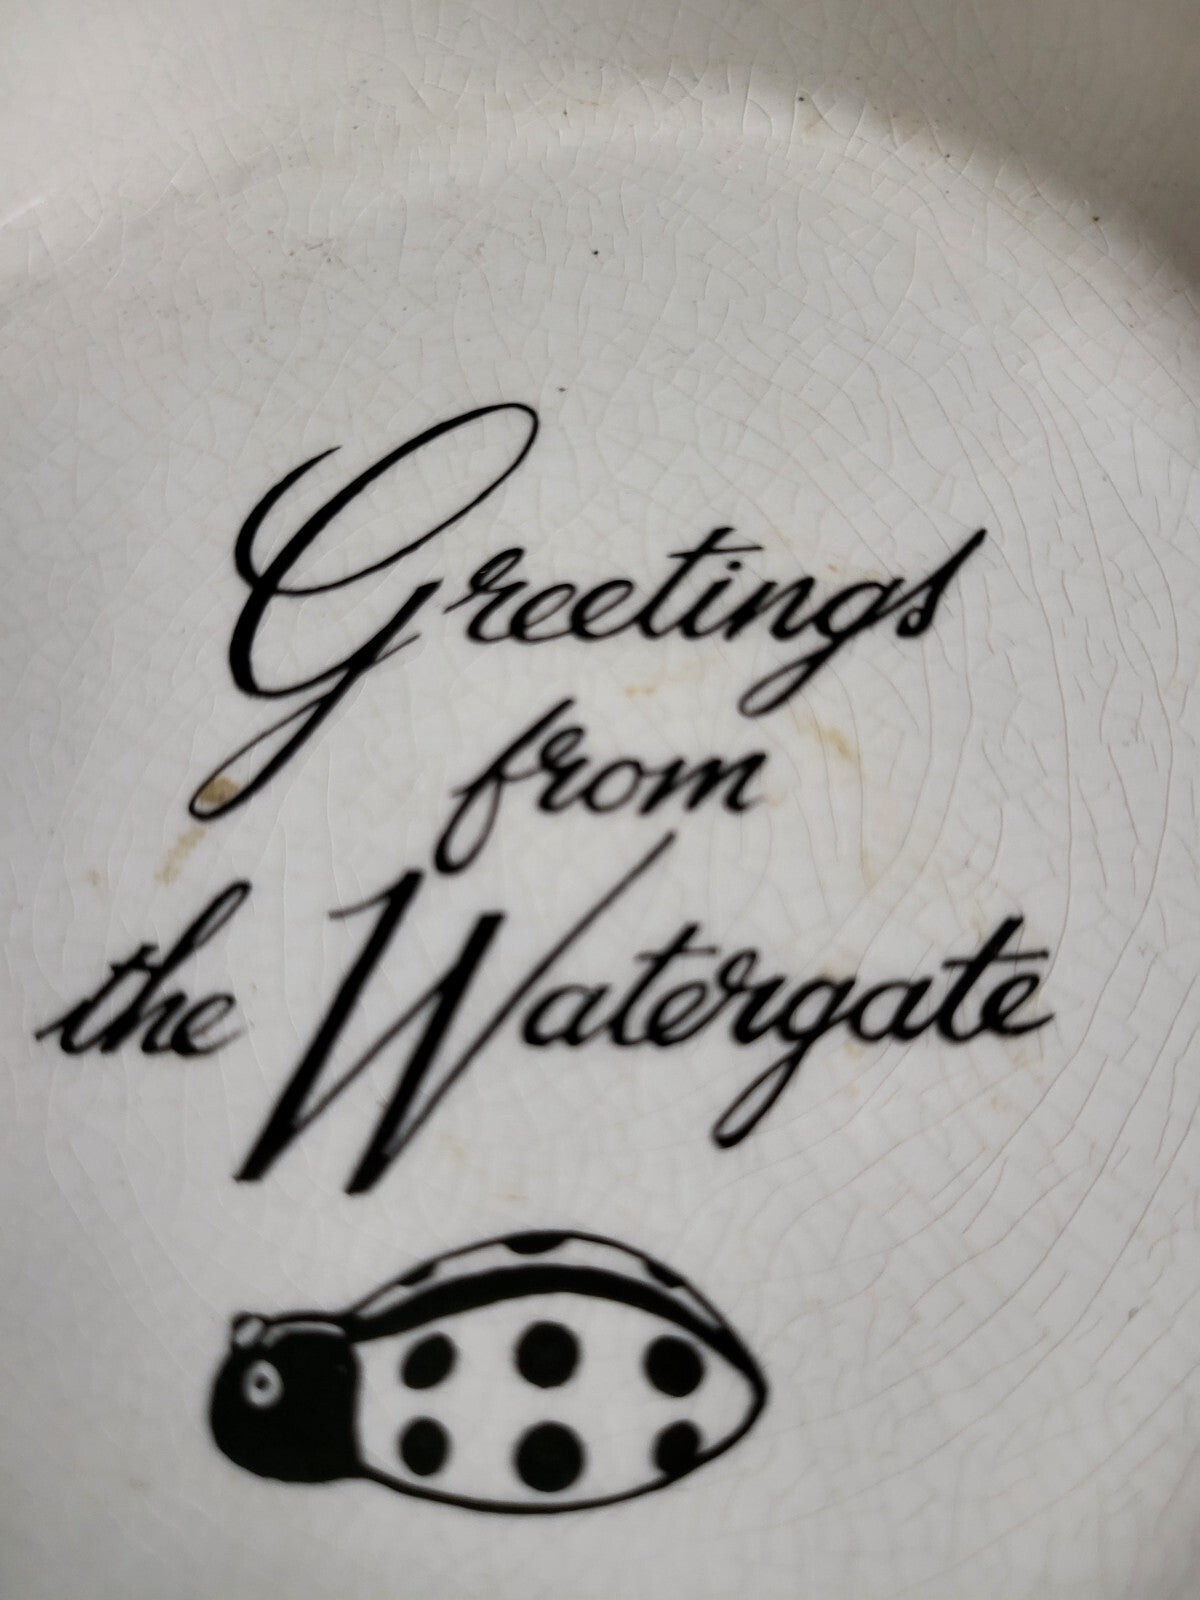 Greetings
from
the Watergate